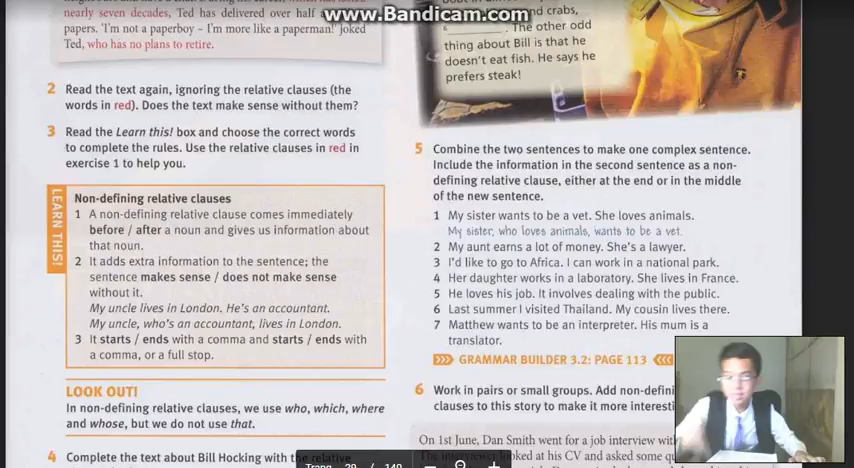 www.Bandicam.com
nearly seven decades, Ted has delivered over half a
papers. 'I'm not a paperboy – I'm more like a paperman!' joked
Ted, who has no plans to retire.
2 Read the text again, ignoring the relative clauses (the
words in red). Does the text make sense without them?
3 Read the Learn this! box and choose the correct words
to complete the rules. Use the relative clauses in red in
exercise 1 to help you.
LEARN THIS!
Non-defining relative clauses
1 A non-defining relative clause comes immediately
before / after a noun and gives us information about
that noun.
2 It adds extra information to the sentence; the
sentence makes sense / does not make sense
without it.
My uncle lives in London. He's an accountant.
My uncle, who's an accountant, lives in London.
3 It starts / ends with a comma and starts / ends with
a comma, or a full stop.
LOOK OUT!
In non-defining relative clauses, we use who, which, where
and whose, but we do not use that.
4 Complete the text about Bill Hocking with the relative
nd crabs,
6 The other odd
thing about Bill is that he
doesn't eat fish. He says he
prefers steak!
5 Combine the two sentences to make one complex sentence.
Include the information in the second sentence as a non-
defining relative clause, either at the end or in the middle
of the new sentence.
1 My sister wants to be a vet. She loves animals.
My sister, who loves animals, wants to be a vet.
2 My aunt earns a lot of money. She's a lawyer.
3 I'd like to go to Africa. I can work in a national park.
4 Her daughter works in a laboratory. She lives in France.
5 He loves his job. It involves dealing with the public.
6 Last summer I visited Thailand. My cousin lives there.
7 Matthew wants to be an interpreter. His mum is a
translator.
GRAMMAR BUILDER 3.2: PAGE 113
6 Work in pairs or small groups. Add non-defini
clauses to this story to make it more interesti
On 1st June, Dan Smith went for a job interview wit
The interviewer looked at his CV and asked some qu
Trang 29 / 140